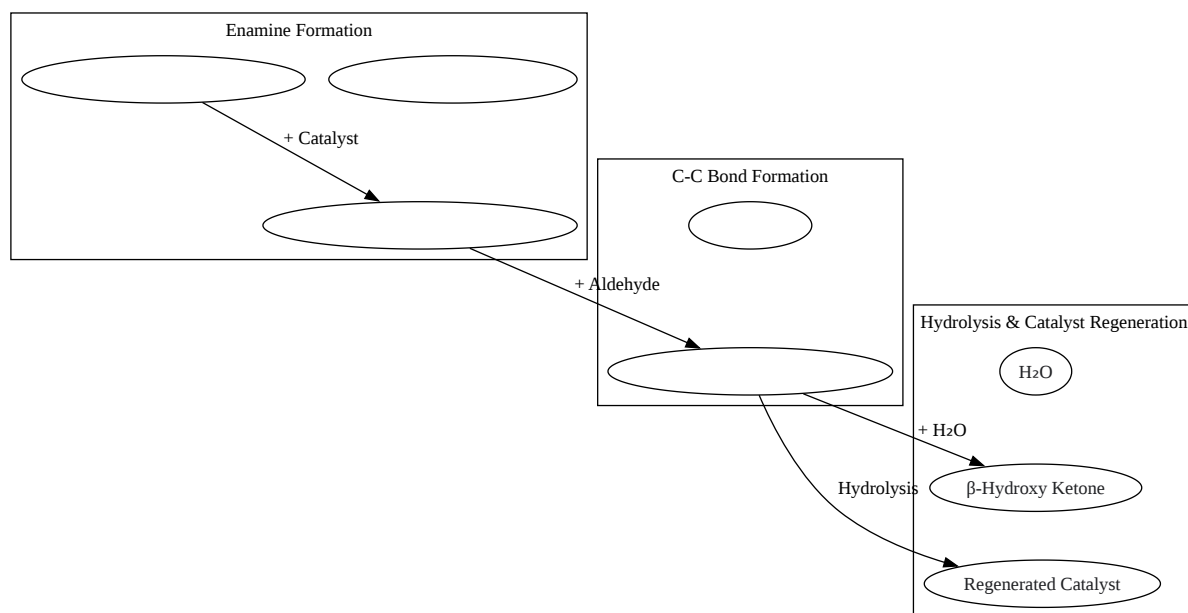 Enamine Formation
+ Catalyst
C-C Bond Formation
+ Aldehyde
Hydrolysis & Catalyst Regeneration
H₂O
+ H₂O
β-Hydroxy Ketone
Hydrolysis
Regenerated Catalyst